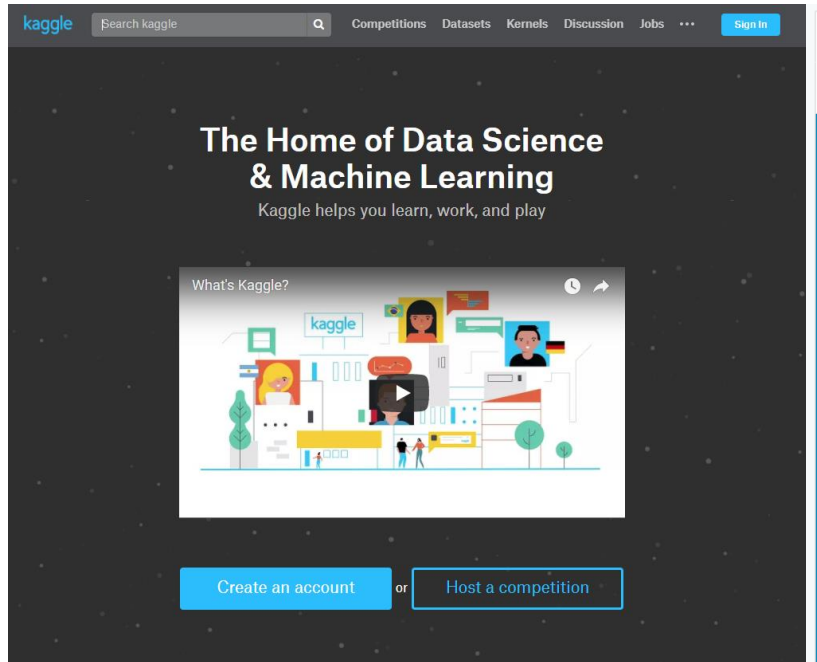 kaggle
Search kaggle
Competitions Datasets Kernels Discussion Jobs ••• Sign In
The Home of Data Science
& Machine Learning
Kaggle helps you learn, work, and play
What's Kaggle?
kaggle
Create an account or Host a competition